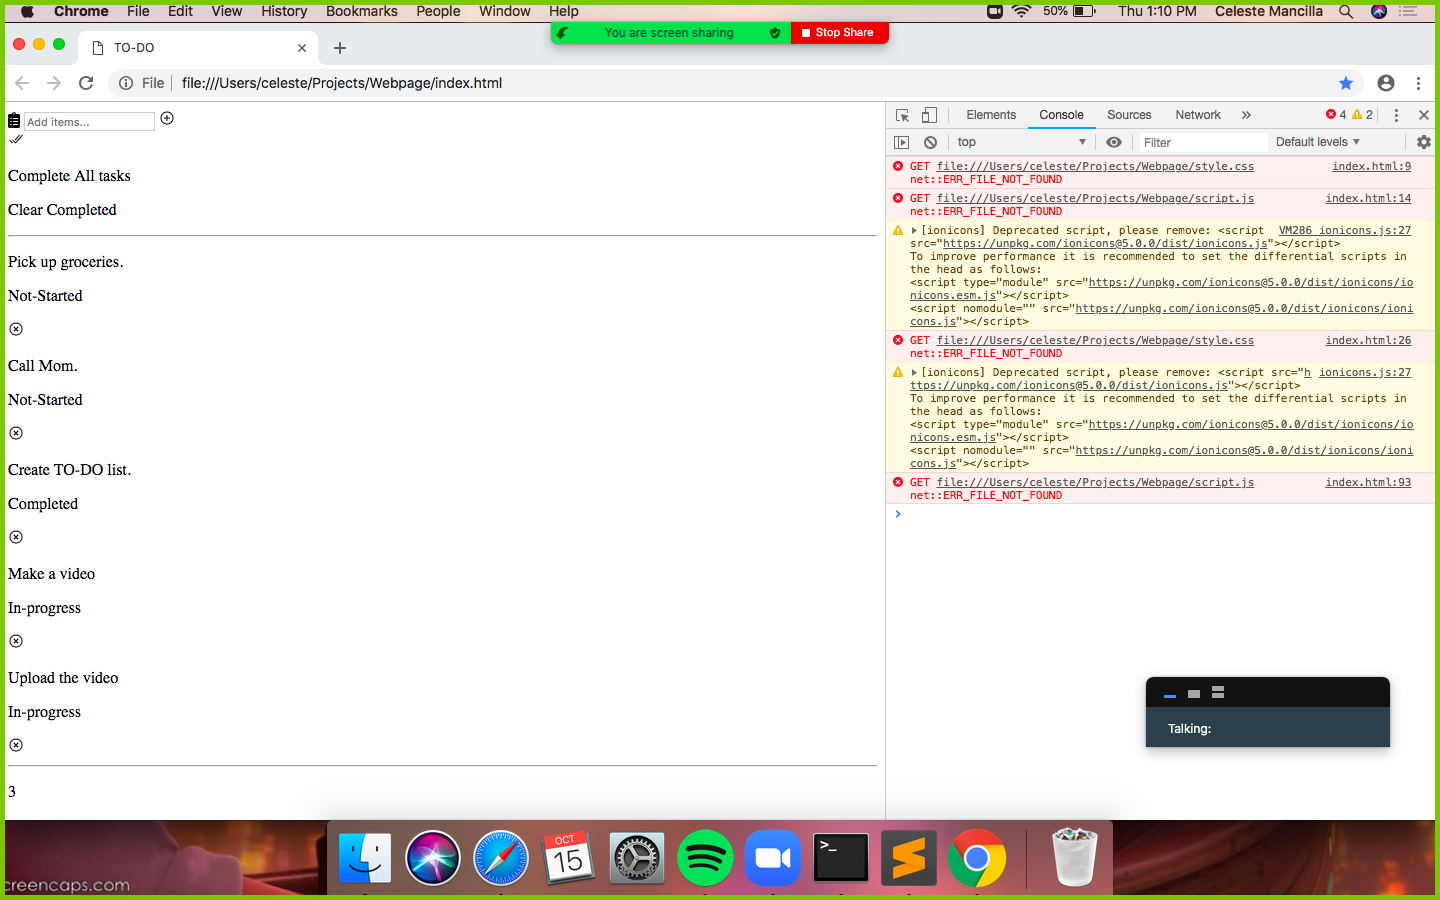 Chrome File Edit View History Bookmarks People Window Help 50% Thu 1:10 PM Celeste Mancilla
You are screen sharing Stop Share
TO-DO
File file:///Users/celeste/Projects/Webpage/index.html
Add items...
Complete All tasks
Clear Completed
Pick up groceries.
Not-Started
Call Mom.
Not-Started
Create TO-DO list.
Completed
Make a video
In-progress
Upload the video
In-progress
3
Elements Console Sources Network » 4 2
top Filter Default levels
GET file:///Users/celeste/Projects/Webpage/style.css index.html:9
net::ERR_FILE_NOT_FOUND
GET file:///Users/celeste/Projects/Webpage/script.js index.html:14
net::ERR_FILE_NOT_FOUND
[ionicons] Deprecated script, please remove: <script VM286 ionicons.js:27
src="https://unpkg.com/ionicons@5.0.0/dist/ionicons.js"></script>
To improve performance it is recommended to set the differential scripts in
the head as follows:
<script type="module" src="https://unpkg.com/ionicons@5.0.0/dist/ionicons/io
nicons.esm.js"></script>
<script nomodule="" src="https://unpkg.com/ionicons@5.0.0/dist/ionicons/ioni
cons.js"></script>
GET file:///Users/celeste/Projects/Webpage/style.css index.html:26
net::ERR_FILE_NOT_FOUND
[ionicons] Deprecated script, please remove: <script src="h ionicons.js:27
ttps://unpkg.com/ionicons@5.0.0/dist/ionicons.js"></script>
To improve performance it is recommended to set the differential scripts in
the head as follows:
<script type="module" src="https://unpkg.com/ionicons@5.0.0/dist/ionicons/io
nicons.esm.js"></script>
<script nomodule="" src="https://unpkg.com/ionicons@5.0.0/dist/ionicons/ioni
cons.js"></script>
GET file:///Users/celeste/Projects/Webpage/script.js index.html:93
net::ERR_FILE_NOT_FOUND
Talking:
OCT
15
>_
creencaps.com